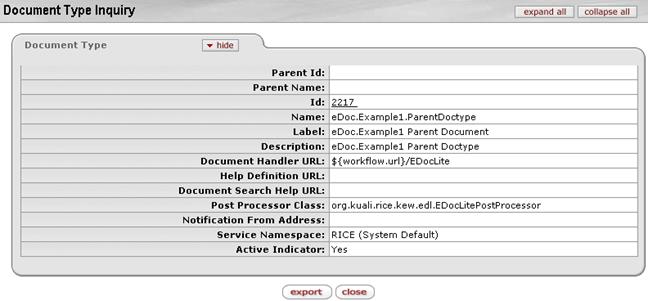 Document Type Inquiry
expand all
collapse all
Document Type
hide
Parent Id:
Parent Name:
Id: 2217
Name: eDoc.Example1.ParentDoctype
Label: eDoc.Example1 Parent Document
Description: eDoc.Example1 Parent Doctype
Document Handler URL: ${workflow.url}/EDocLite
Help Definition URL:
Document Search Help URL:
Post Processor Class: org.kuali.rice.kew.edl.EDocLitePostProcessor
Notification From Address:
Service Namespace: RICE (System Default)
Active Indicator: Yes
export
close